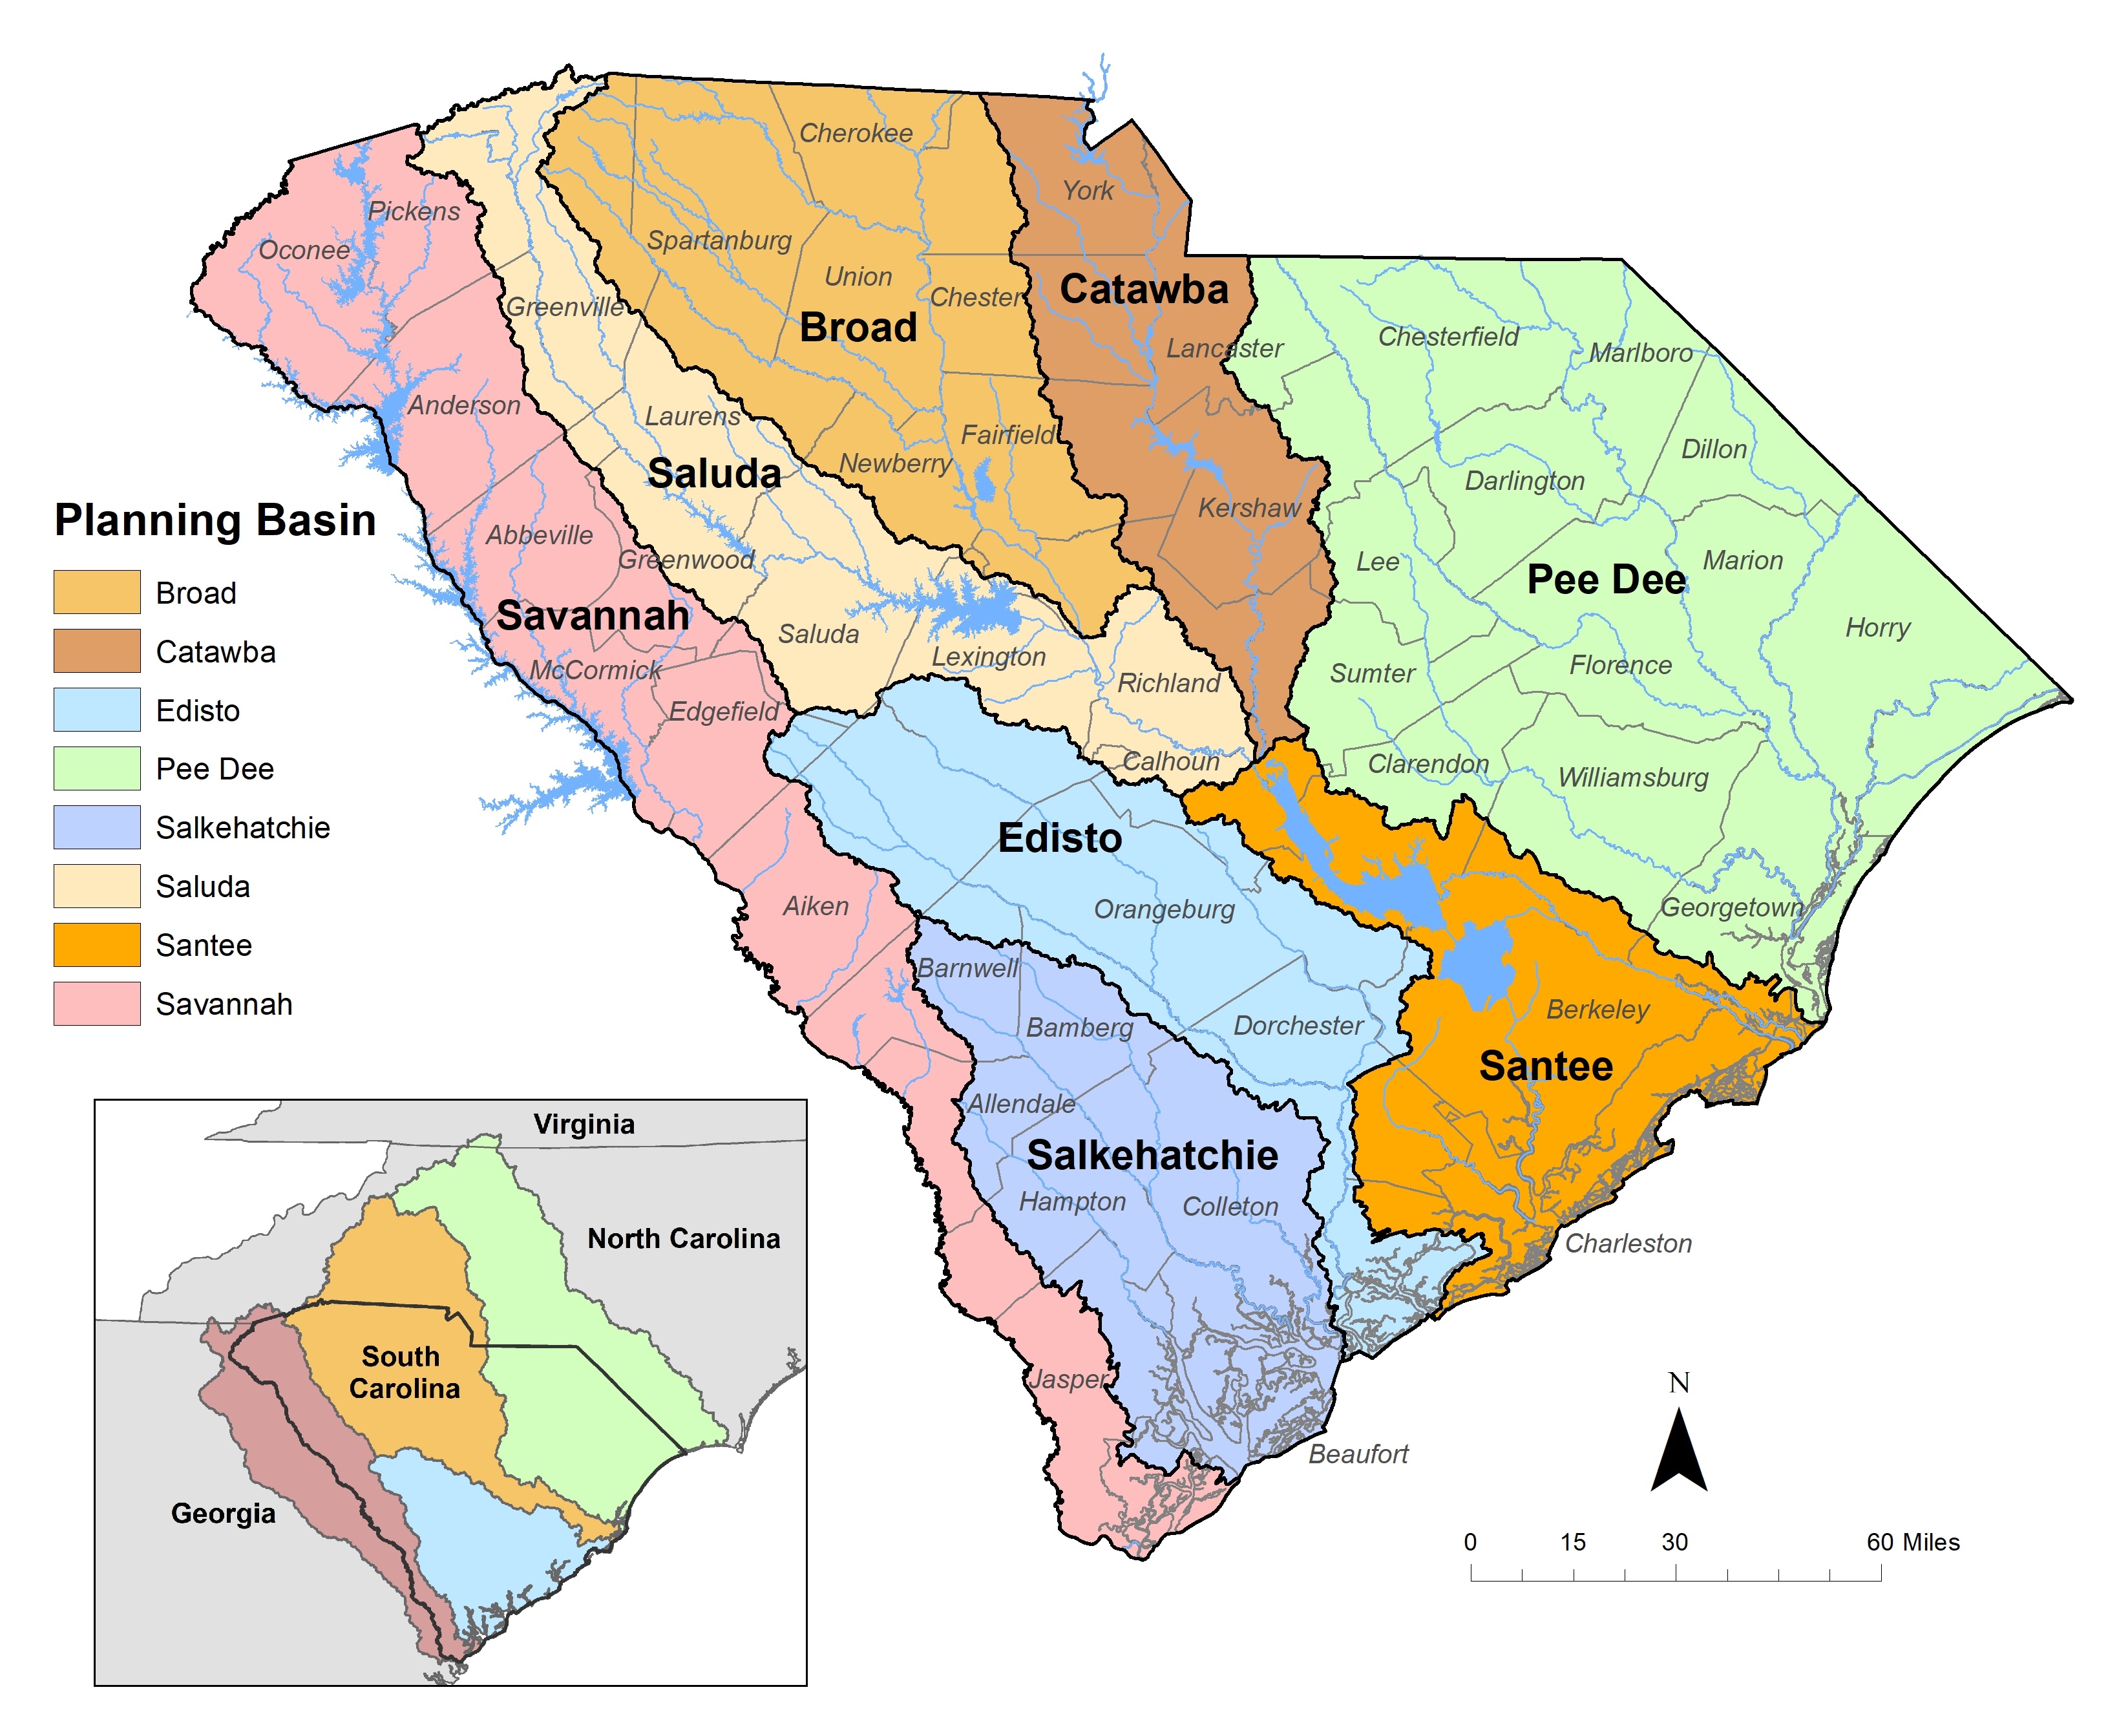 Cherokee
York
Pickens
Oconee
Spartanburg
Union
Chester
Catawba
Greenville
Broad
Lancaster
Chesterfield
Marlboro
Anderson
Laurens
Fairfield
Newberry
Saluda
Dillon
Darlington
Kershaw
Planning Basin
Abbeville
Greenwood
Lee
Pee Dee
Marion
Broad
Catawba
Edisto
Pee Dee
Salkehatchie
Saluda
Santee
Savannah
Savannah
Saluda
Horry
McCormick
Lexington
Richland
Sumter
Florence
Edgefield
Calhoun
Clarendon
Williamsburg
Edisto
Aiken
Orangeburg
Georgetown
Barnwell
Bamberg
Dorchester
Berkeley
Santee
Allendale
Salkehatchie
Hampton
Colleton
Charleston
Jasper
Beaufort
Virginia
North Carolina
South
Carolina
Georgia
N
0 15 30 60 Miles